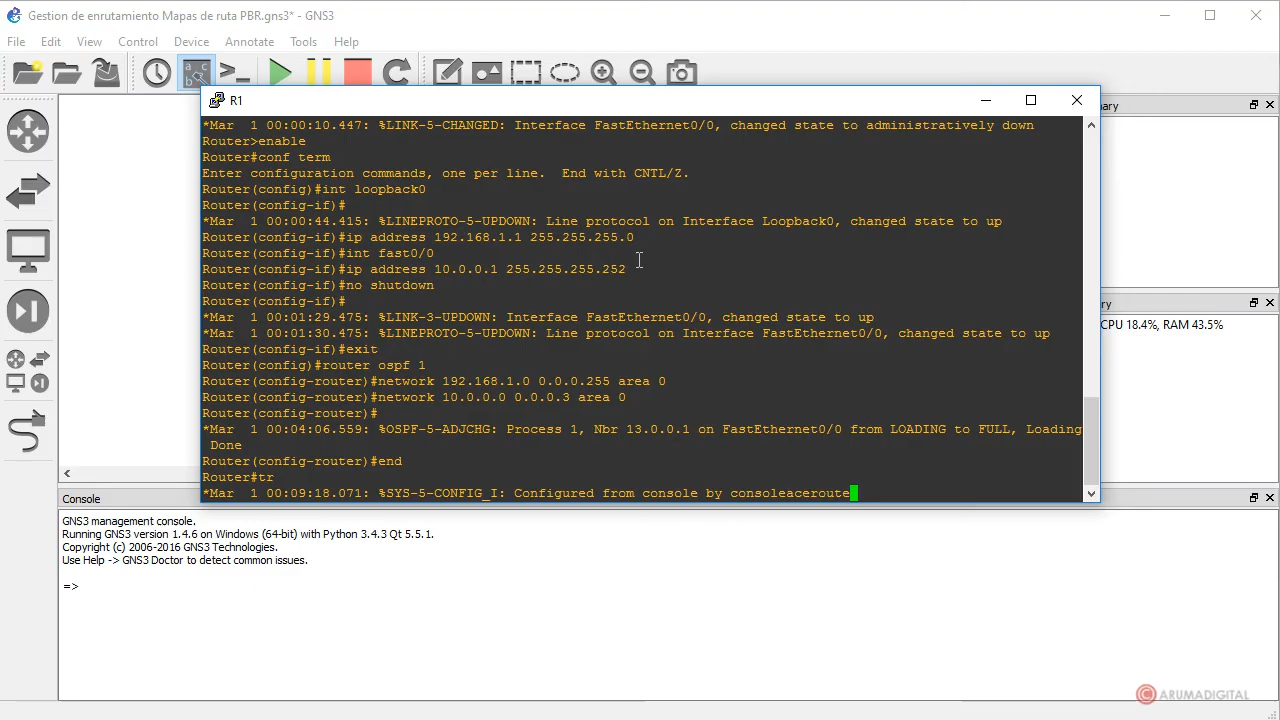 Gestion de enrutamiento Mapas de ruta PBR.gns3* - GNS3
File Edit View Control Device Annotate Tools Help
R1
*Mar  1 00:00:10.447: %LINK-5-CHANGED: Interface FastEthernet0/0, changed state to administratively down
Router>enable
Router#conf term
Enter configuration commands, one per line.  End with CNTL/Z.
Router(config)#int loopback0
Router(config-if)#
*Mar  1 00:00:44.415: %LINEPROTO-5-UPDOWN: Line protocol on Interface Loopback0, changed state to up
Router(config-if)#ip address 192.168.1.1 255.255.255.0
Router(config-if)#int fast0/0
Router(config-if)#ip address 10.0.0.1 255.255.255.252
Router(config-if)#no shutdown
Router(config-if)#
*Mar  1 00:01:29.475: %LINK-3-UPDOWN: Interface FastEthernet0/0, changed state to up
*Mar  1 00:01:30.475: %LINEPROTO-5-UPDOWN: Line protocol on Interface FastEthernet0/0, changed state to up
Router(config-if)#exit
Router(config)#router ospf 1
Router(config-router)#network 192.168.1.0 0.0.0.255 area 0
Router(config-router)#network 10.0.0.0 0.0.0.3 area 0
Router(config-router)#
*Mar  1 00:04:06.559: %OSPF-5-ADJCHG: Process 1, Nbr 13.0.0.1 on FastEthernet0/0 from LOADING to FULL, Loading
Done
Router(config-router)#end
Router#tr
*Mar  1 00:09:18.071: %SYS-5-CONFIG_I: Configured from console by consoleaceroute
ary
ry
CPU 18.4%, RAM 43.5%
Console
GNS3 management console.
Running GNS3 version 1.4.6 on Windows (64-bit) with Python 3.4.3 Qt 5.5.1.
Copyright (c) 2006-2016 GNS3 Technologies.
Use Help -> GNS3 Doctor to detect common issues.
=>
© ARUMADIGITAL